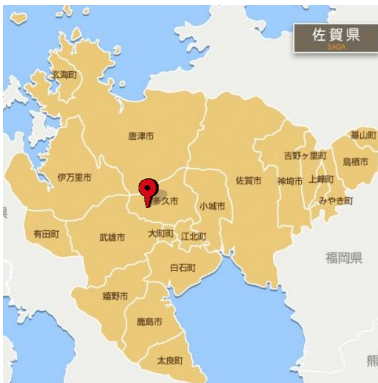 佐賀県
SAGA
玄海町
唐津市
基山町
吉野ヶ里町
鳥栖市
伊万里市
佐賀市
神埼市
上峰町
多久市
小城市
みやき町
有田町
武雄市
大町町
江北町
福岡県
白石町
嬉野市
鹿島市
太良町
県
熊